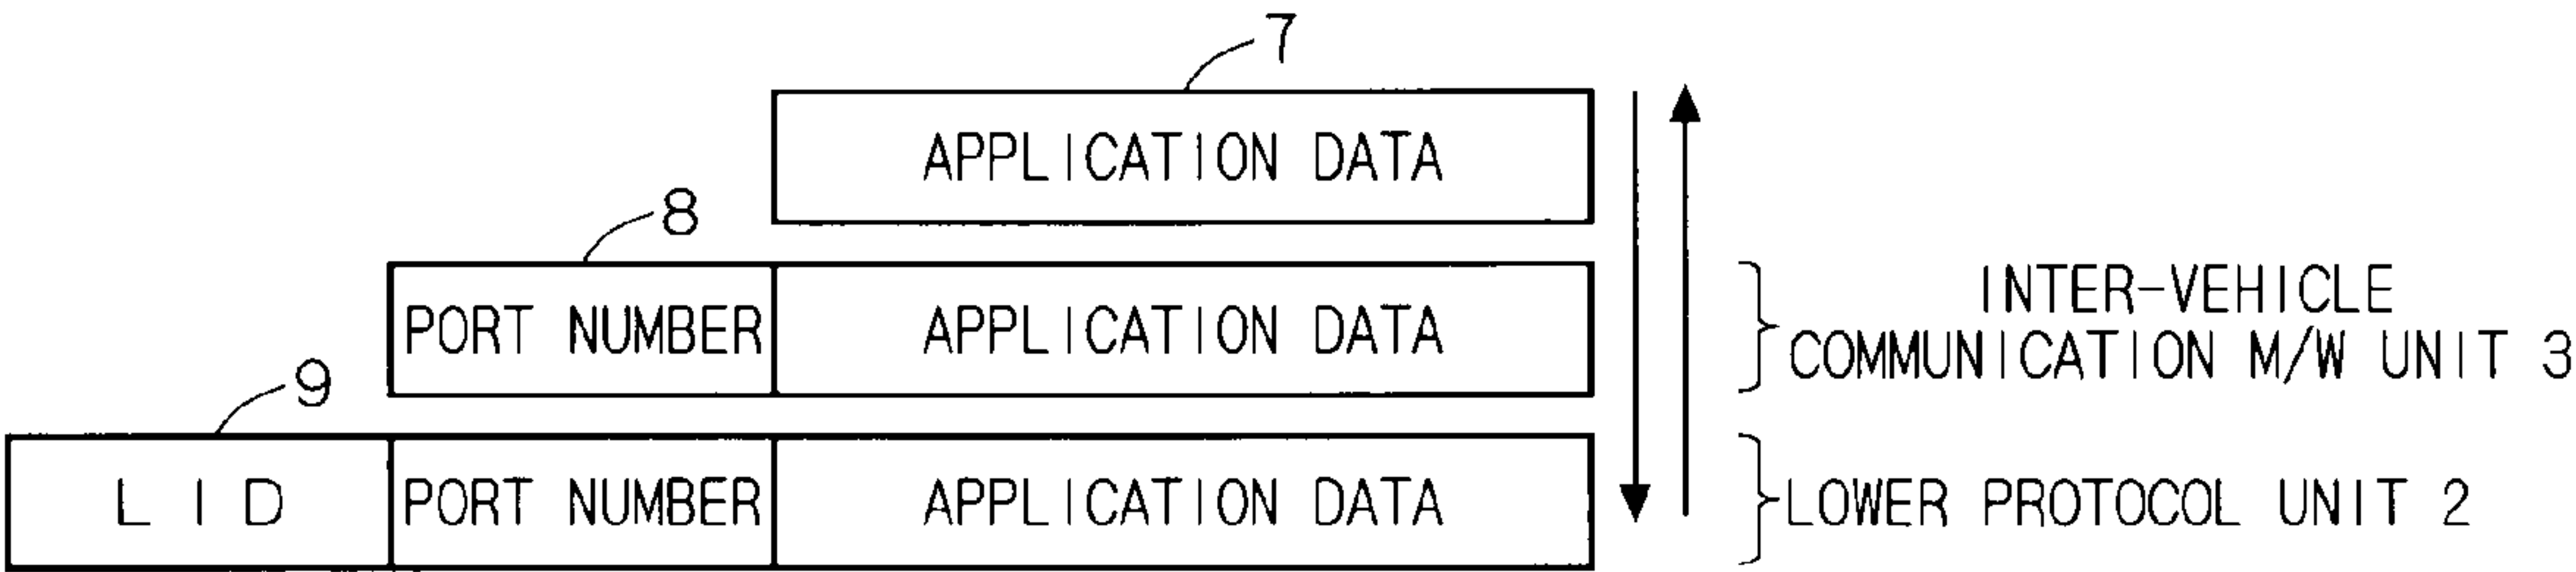 7
APPLICATION DATA
8
PORT NUMBER APPLICATION DATA
INTER-VEHICLE
COMMUNICATION M/W UNIT 3
9
LID PORT NUMBER APPLICATION DATA
LOWER PROTOCOL UNIT 2